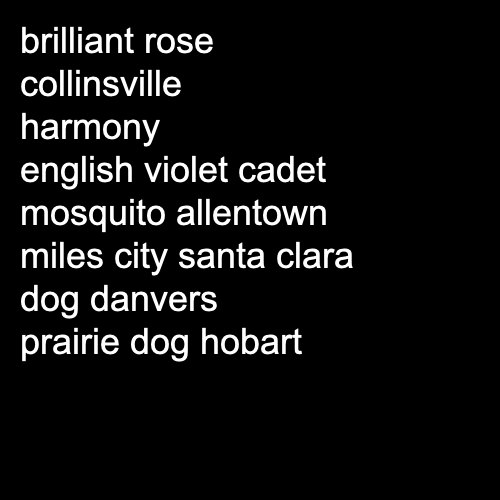 brilliant rose
collinsville
harmony
english violet cadet
mosquito allentown
miles city santa clara
dog danvers
prairie dog hobart